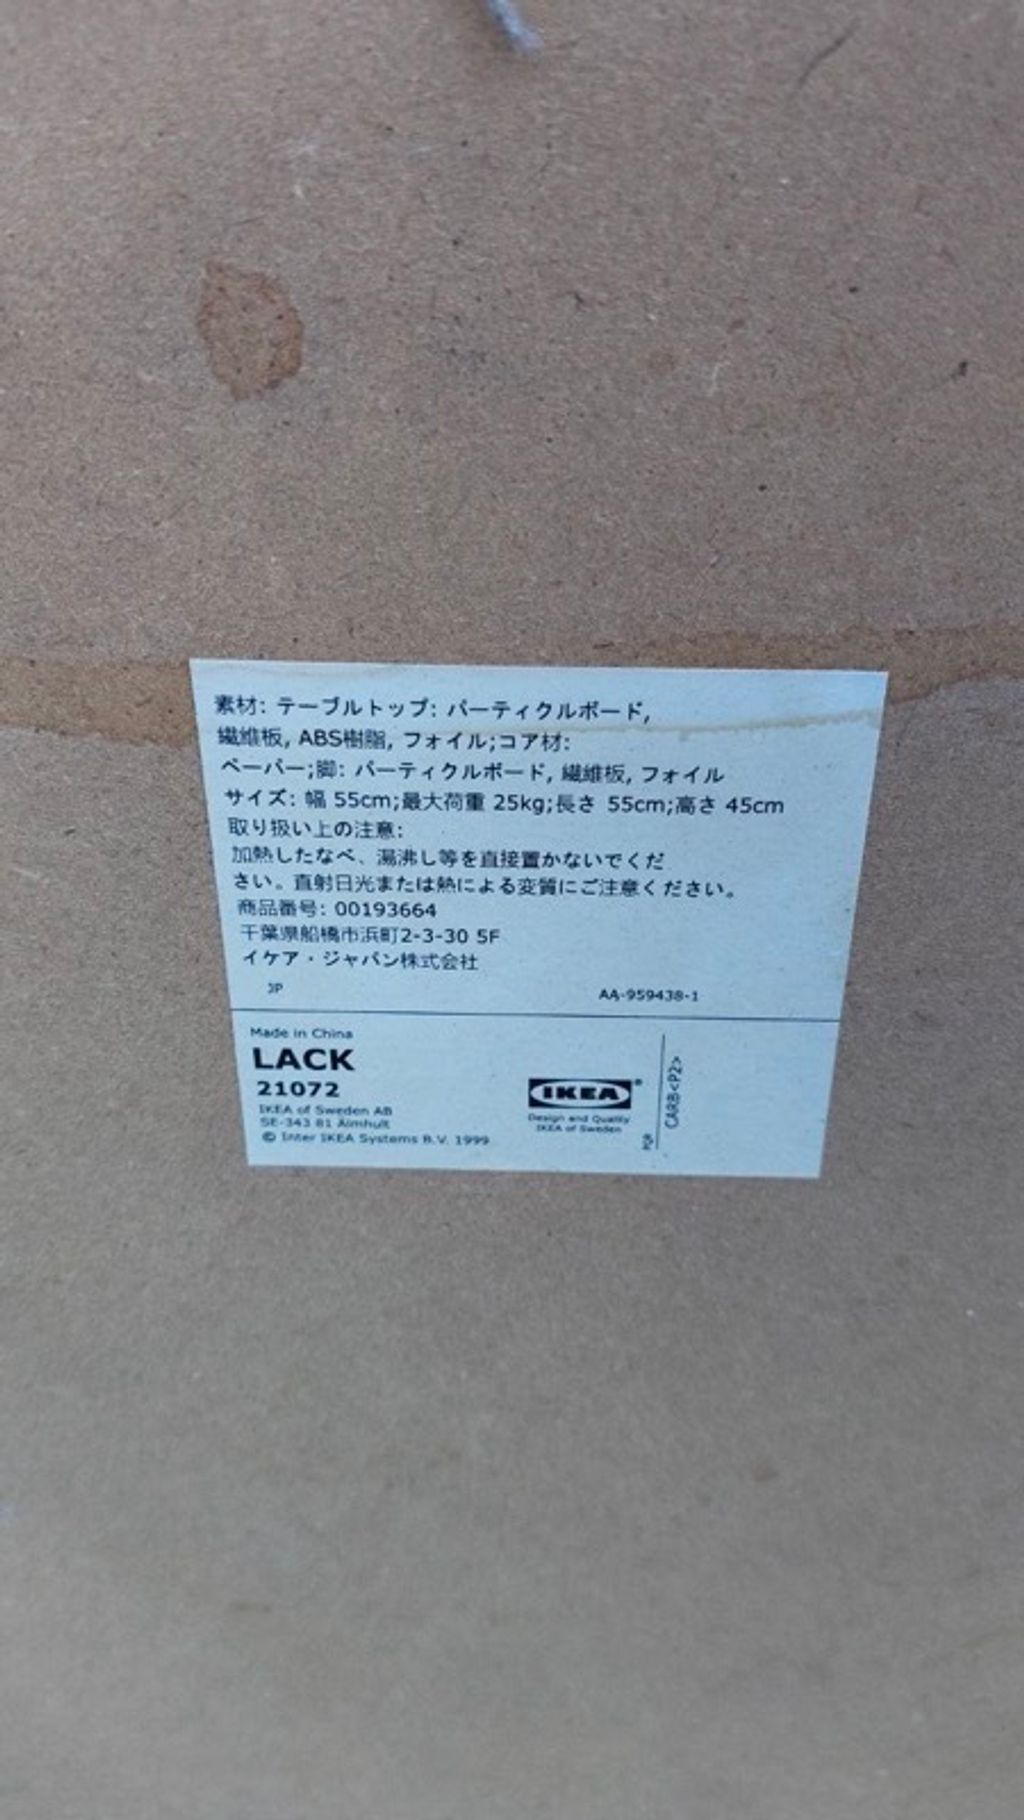 素材: テーブルトップ: パーティクルボード,
繊維板, ABS樹脂, フォイル;コア材:
ペーパー;脚: パーティクルボード, 繊維板, フォイル
サイズ: 幅 55cm;最大荷重 25kg;長さ 55cm;高さ 45cm
取り扱い上の注意:
加熱したなべ、湯沸し等を直接置かないでくだ
さい。直射日光または熱による変質にご注意ください。
商品番号: 00193664
千葉県船橋市浜町2-3-30 5F
イケア・ジャパン株式会社
JP AA-959438-1
Made in China
LACK
21072
IKEA of Sweden AB
SE-343 81 Älmhult
© Inter IKEA Systems B.V. 1999
IKEA®
Design and Quality
IKEA of Sweden
CARB<P2>